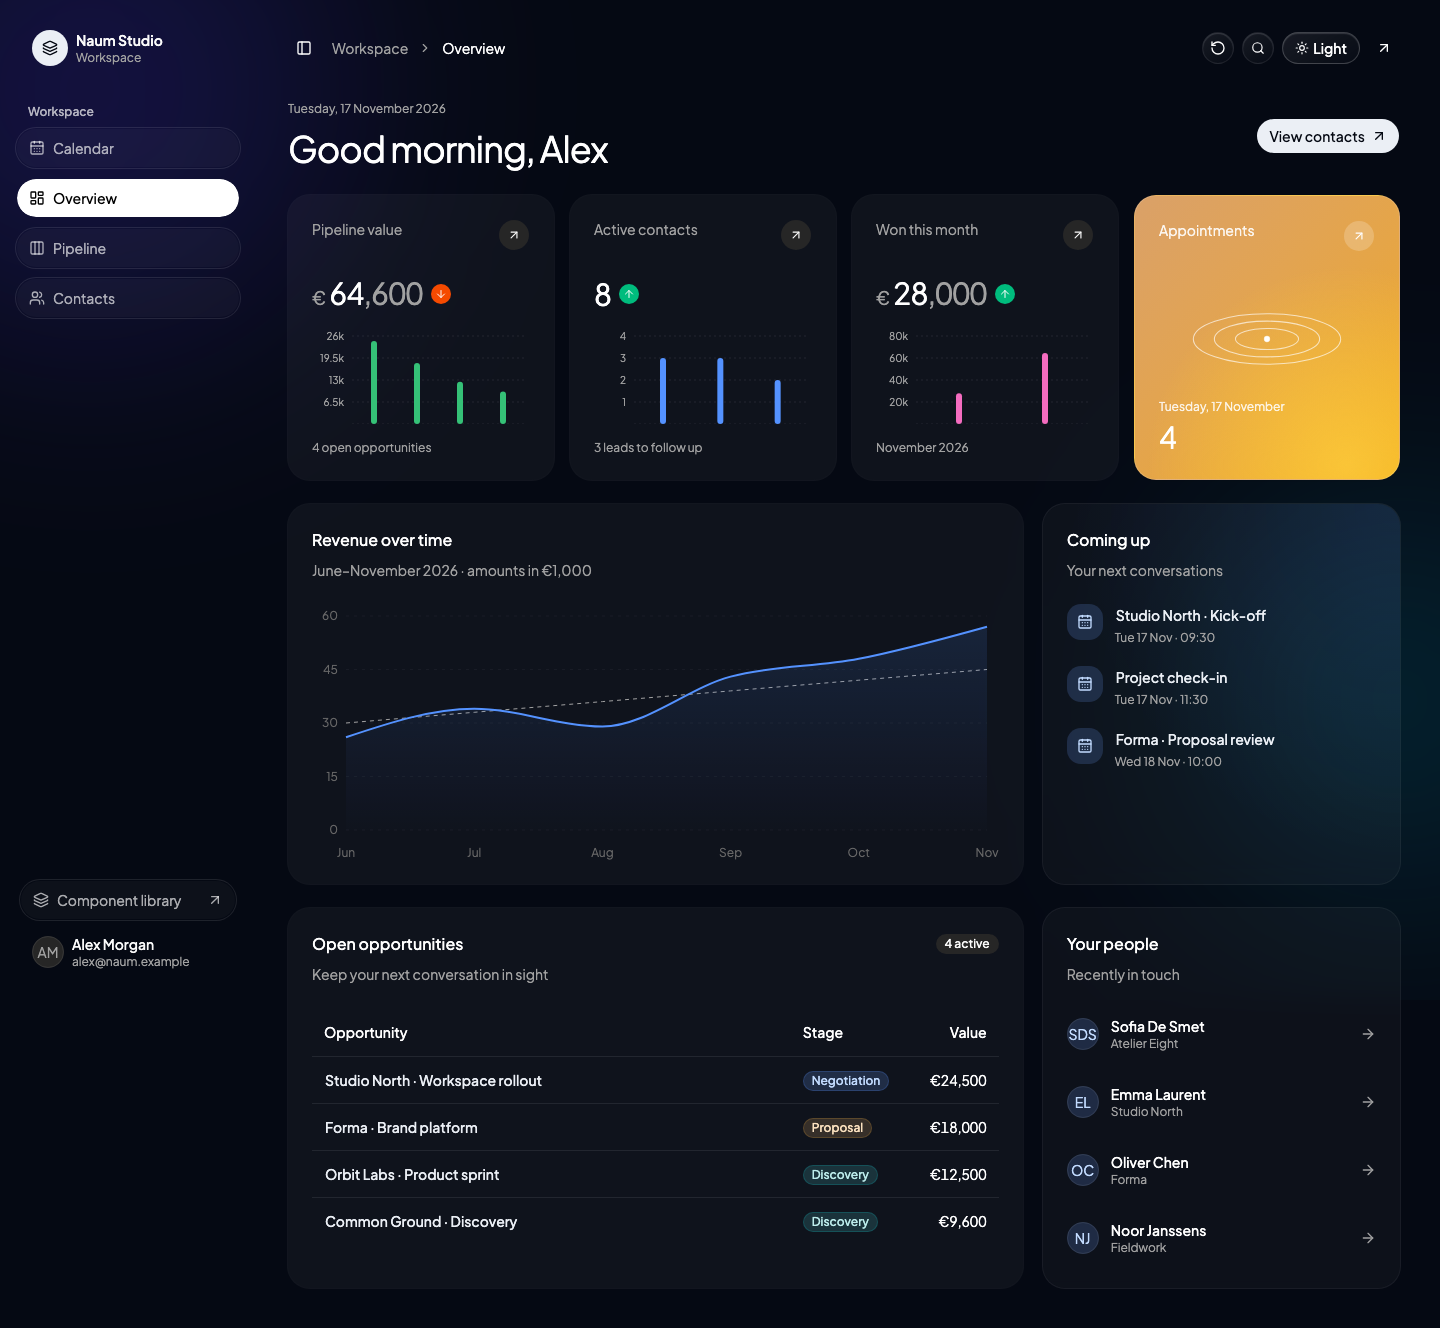 Naum Studio
Workspace
Workspace
Calendar
Overview
Pipeline
Contacts
Component library
AM
Alex Morgan
alex@naum.example
Workspace > Overview
Light
Tuesday, 17 November 2026
Good morning, Alex
View contacts
Pipeline value
€ 64,600
26k
19.5k
13k
6.5k
4 open opportunities
Active contacts
8
4
3
2
1
3 leads to follow up
Won this month
€ 28,000
80k
60k
40k
20k
November 2026
Appointments
Tuesday, 17 November
4
Revenue over time
June–November 2026 · amounts in €1,000
60
45
30
15
0
Jun Jul Aug Sep Oct Nov
Coming up
Your next conversations
Studio North · Kick-off
Tue 17 Nov · 09:30
Project check-in
Tue 17 Nov · 11:30
Forma · Proposal review
Wed 18 Nov · 10:00
Open opportunities
4 active
Keep your next conversation in sight
Opportunity Stage Value
Studio North · Workspace rollout Negotiation €24,500
Forma · Brand platform Proposal €18,000
Orbit Labs · Product sprint Discovery €12,500
Common Ground · Discovery Discovery €9,600
Your people
Recently in touch
SDS
Sofia De Smet
Atelier Eight
EL
Emma Laurent
Studio North
OC
Oliver Chen
Forma
NJ
Noor Janssens
Fieldwork